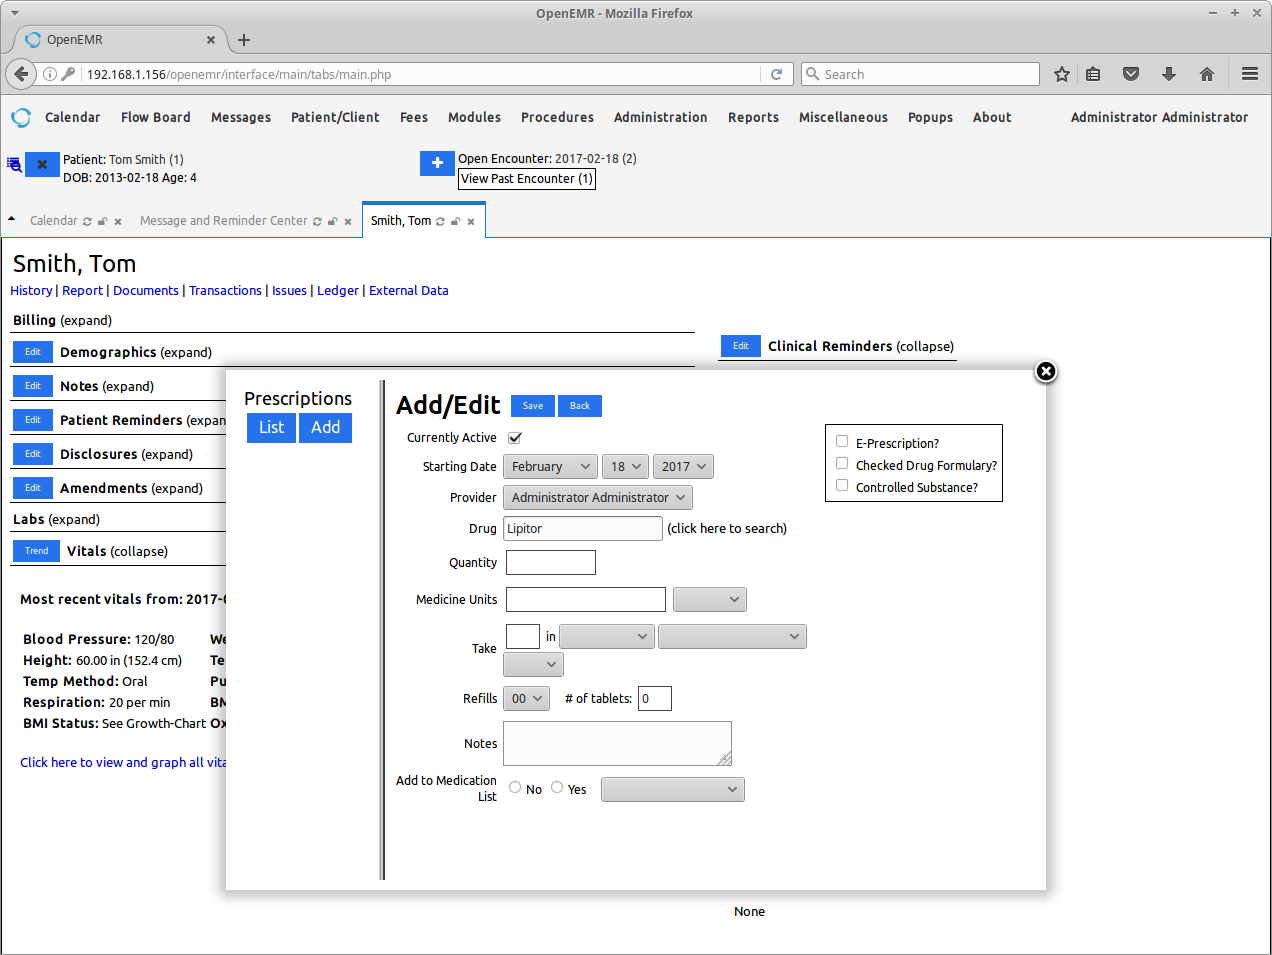 OpenEMR - Mozilla Firefox
OpenEMR
192.168.1.156/openemr/interface/main/tabs/main.php
Search
Calendar Flow Board Messages Patient/Client Fees Modules Procedures Administration Reports Miscellaneous Popups About Administrator Administrator
Patient: Tom Smith (1)
DOB: 2013-02-18 Age: 4
Open Encounter: 2017-02-18 (2)
View Past Encounter (1)
Calendar Message and Reminder Center Smith, Tom
Smith, Tom
History | Report | Documents | Transactions | Issues | Ledger | External Data
Billing (expand)
Edit Demographics (expand)
Edit Notes (expand)
Edit Patient Reminders (expan
Edit Disclosures (expand)
Edit Amendments (expand)
Labs (expand)
Trend Vitals (collapse)
Most recent vitals from: 2017-0
Blood Pressure: 120/80 We
Height: 60.00 in (152.4 cm) Te
Temp Method: Oral Pu
Respiration: 20 per min BM
BMI Status: See Growth-Chart Ox
Click here to view and graph all vita
Edit Clinical Reminders (collapse)
Prescriptions
List Add
Add/Edit Save Back
Currently Active
Starting Date February 18 2017
Provider Administrator Administrator
Drug Lipitor (click here to search)
Quantity
Medicine Units
Take in
Refills 00 # of tablets: 0
Notes
Add to Medication
List No Yes
E-Prescription?
Checked Drug Formulary?
Controlled Substance?
None